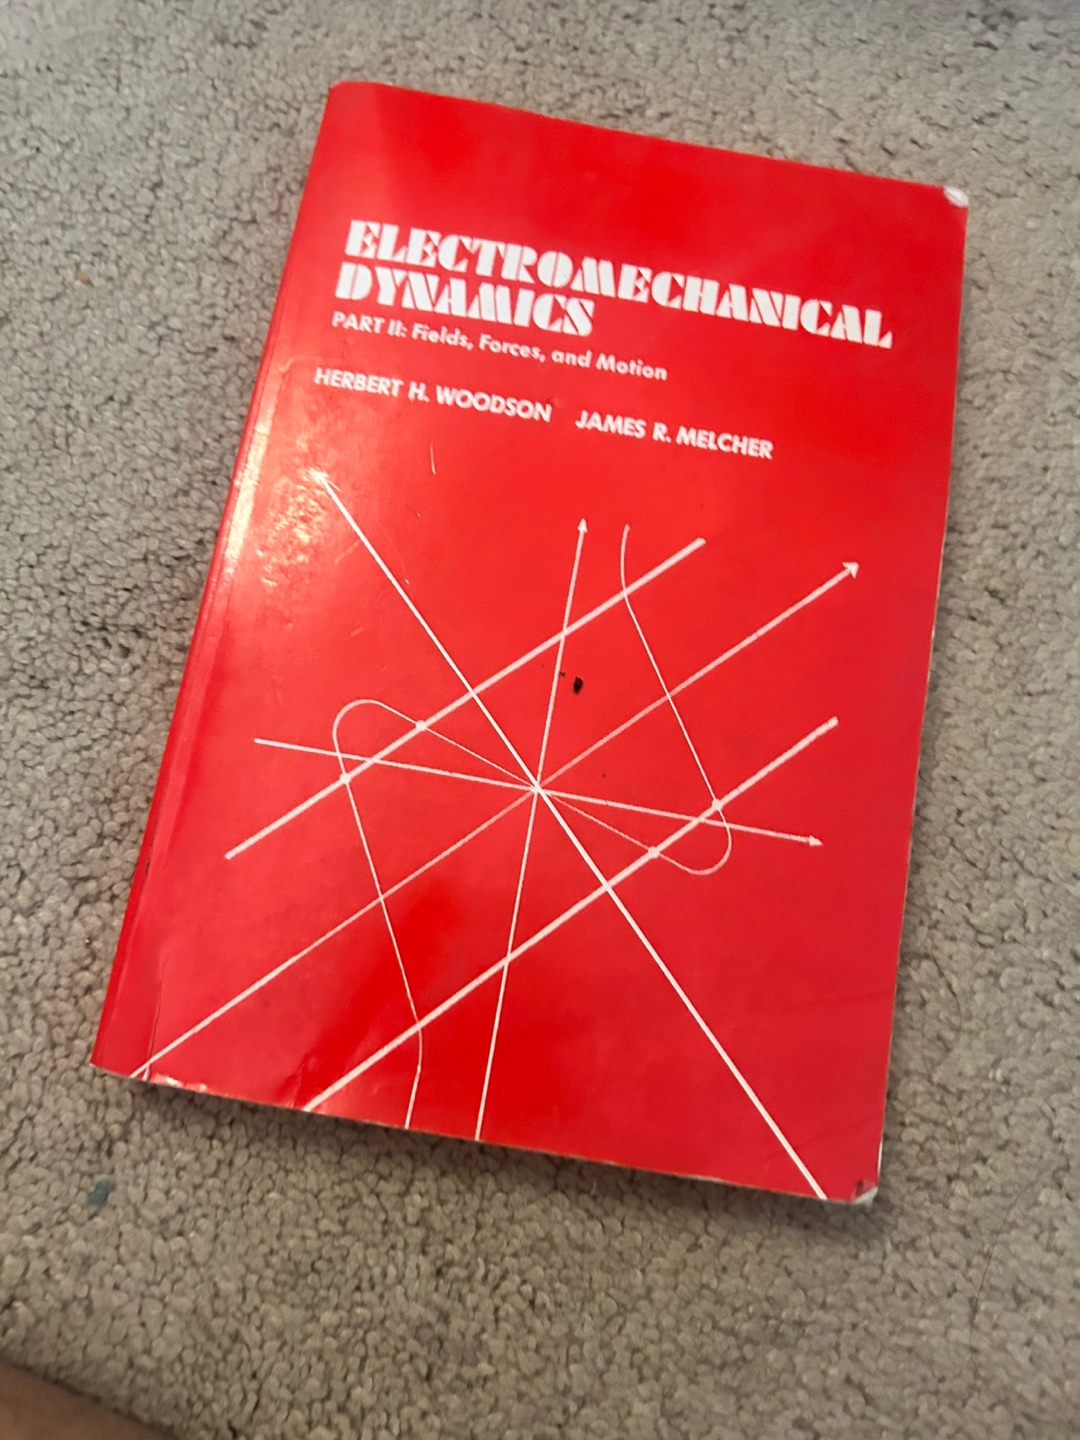 ELECTROMECHANICAL
DYNAMICS
PART II: Fields, Forces, and Motion
HERBERT H. WOODSON JAMES R. MELCHER